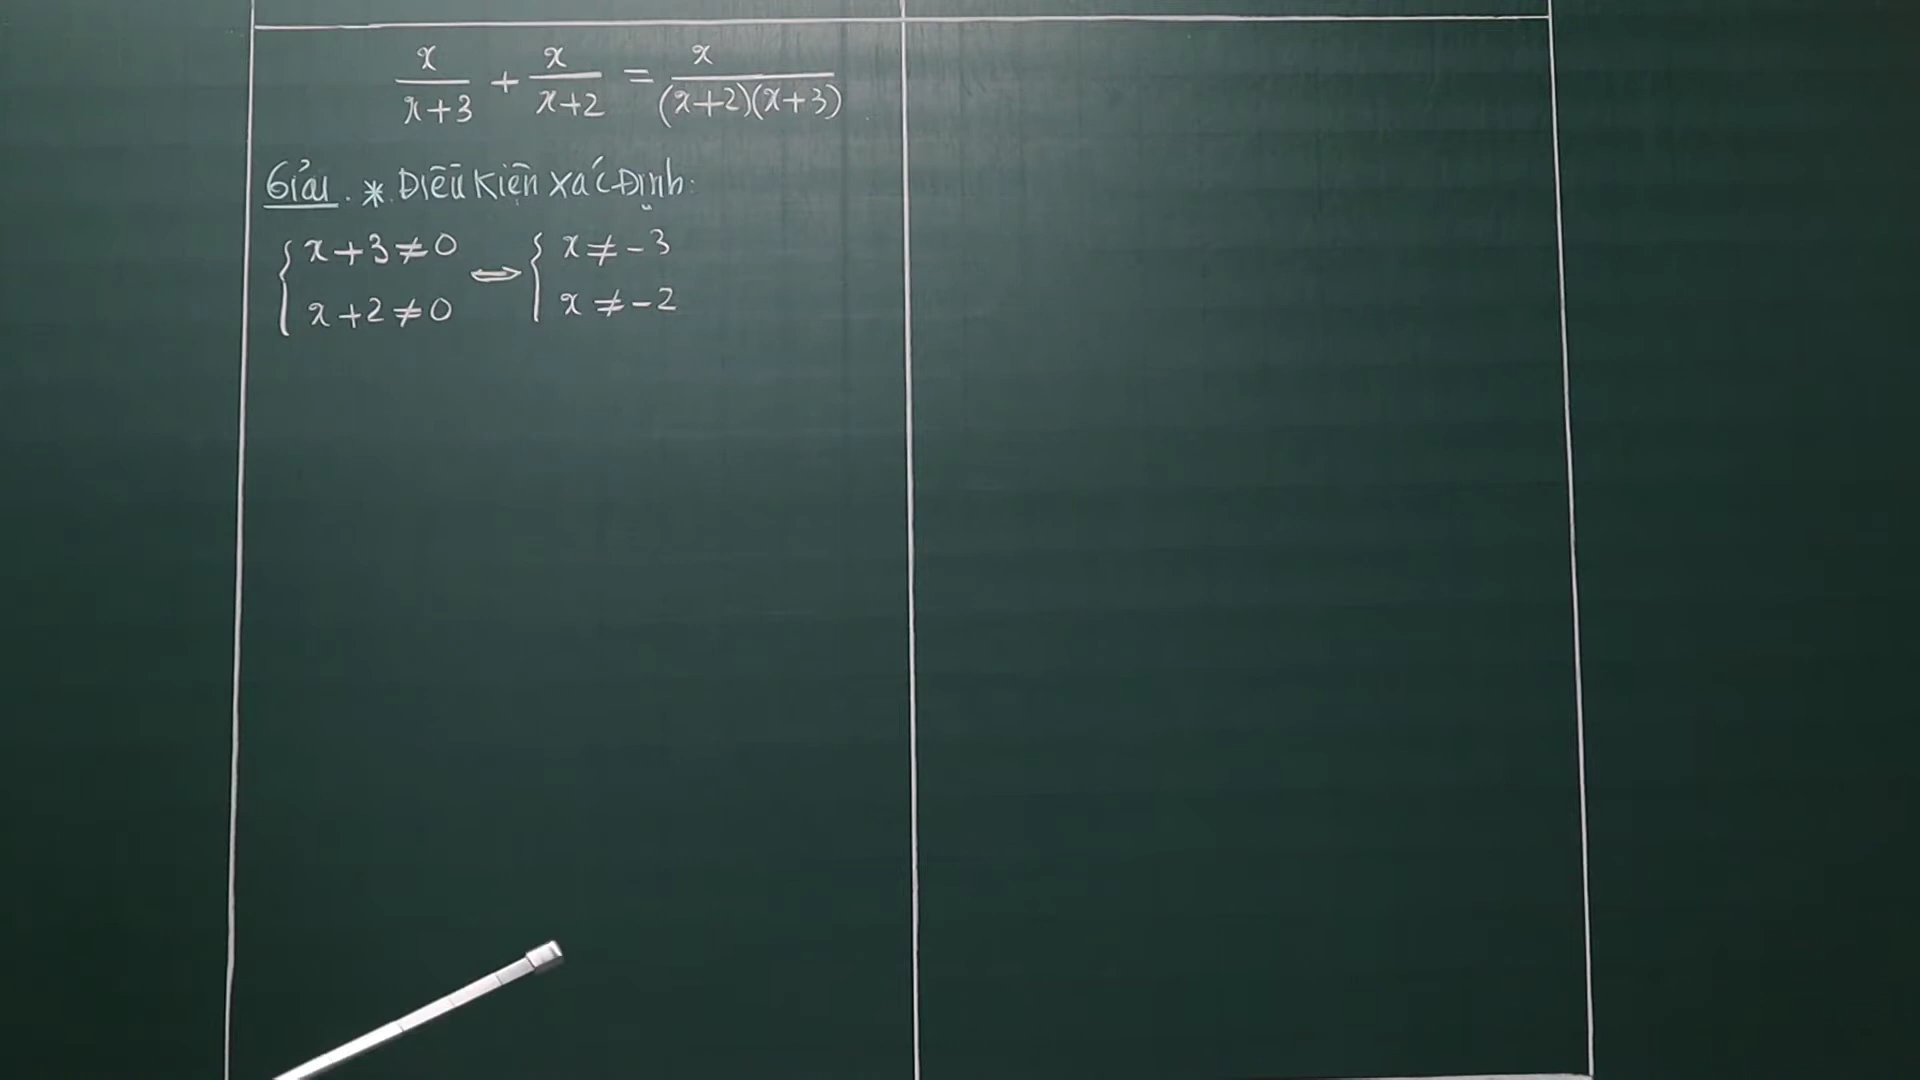 x/(x+3) + x/(x+2) = x/((x+2)(x+3))
Giải. * Điều Kiện Xác Định:
{ x+3≠0 ⇔ { x≠-3
x+2≠0 x≠-2